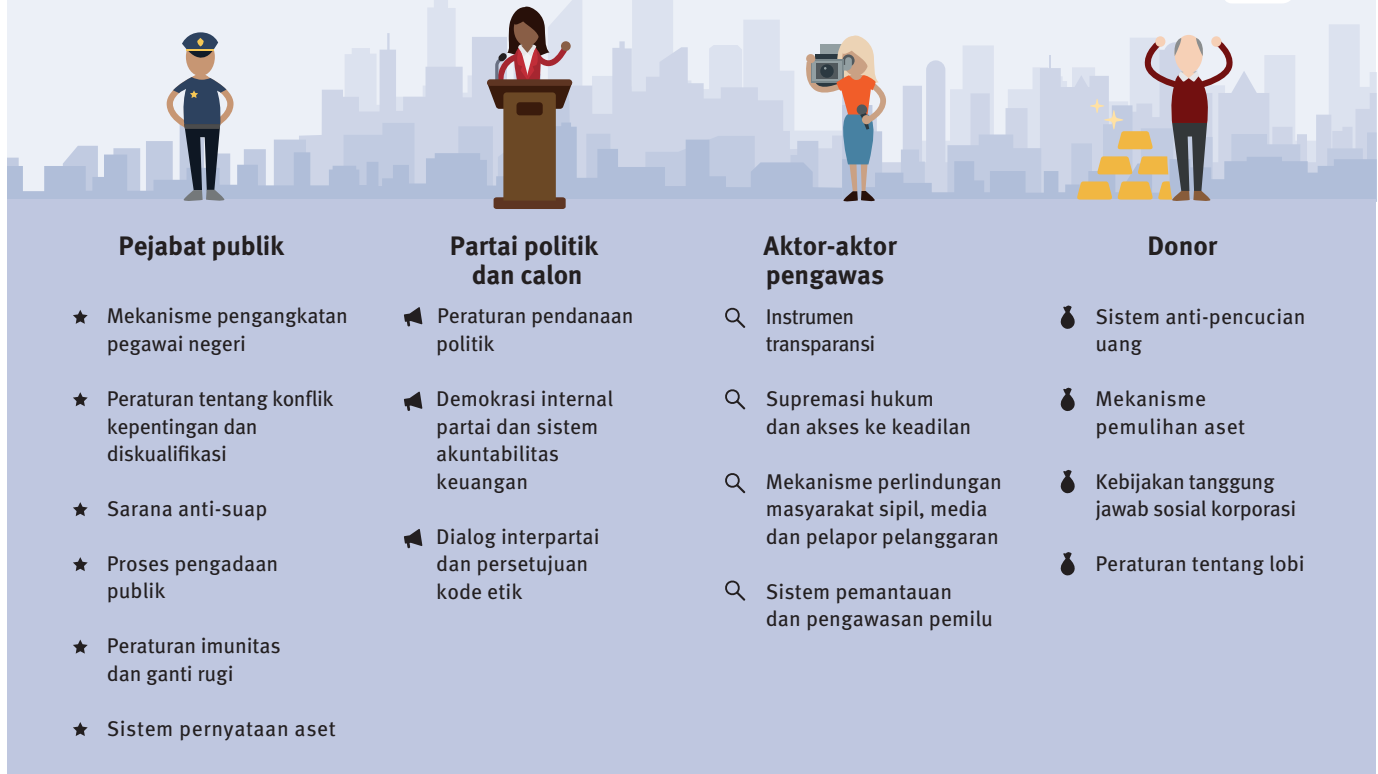 Pejabat publik
Mekanisme pengangkatan
pegawai negeri
Peraturan tentang konflik
kepentingan dan
diskualifikasi
Sarana anti-suap
Proses pengadaan
publik
Peraturan imunitas
dan ganti rugi
Sistem pernyataan aset
Partai politik
dan calon
Peraturan pendanaan
politik
Demokrasi internal
partai dan sistem
akuntabilitas
keuangan
Dialog interpartai
dan persetujuan
kode etik
Aktor-aktor
pengawas
Instrumen
transparansi
Supremasi hukum
dan akses ke keadilan
Mekanisme perlindungan
masyarakat sipil, media
dan pelapor pelanggaran
Sistem pemantauan
dan pengawasan pemilu
Donor
Sistem anti-pencucian
uang
Mekanisme
pemulihan aset
Kebijakan tanggung
jawab sosial korporasi
Peraturan tentang lobi